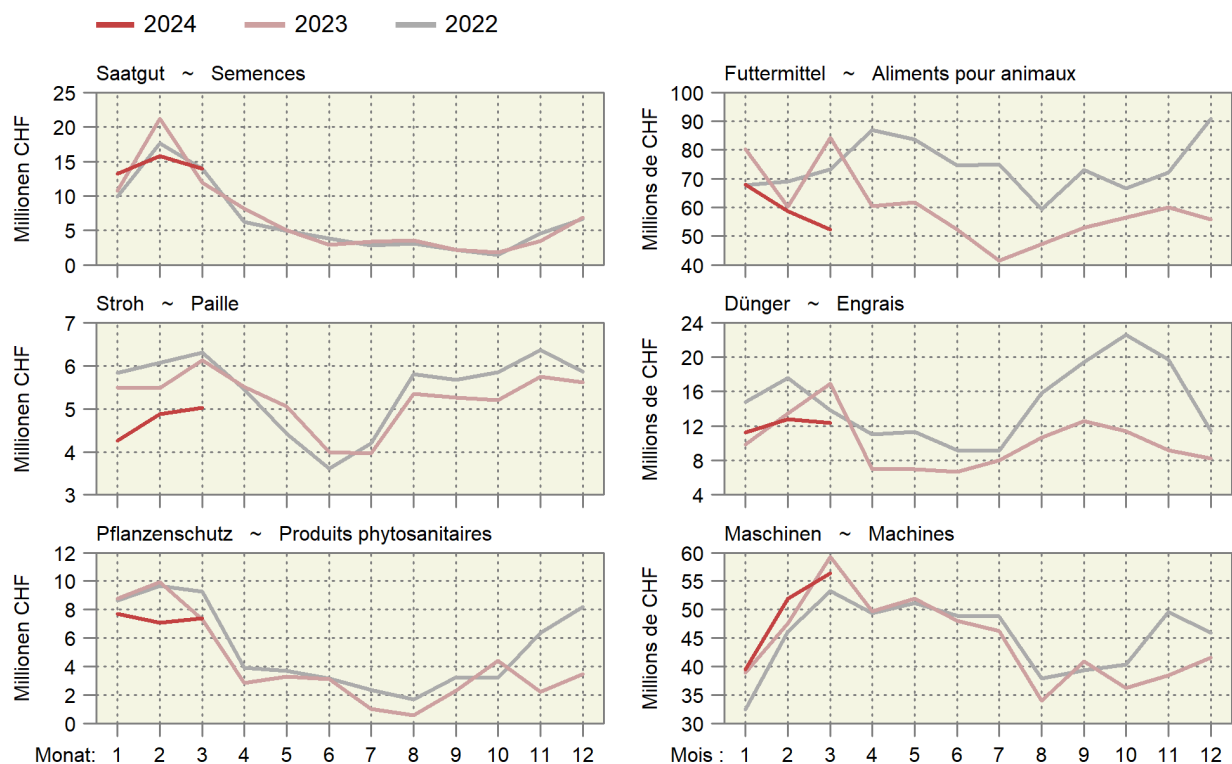 2024 2023 2022
Saatgut ~ Semences
Millionen CHF
25
20
15
10
5
0
Futtermittel ~ Aliments pour animaux
Millions de CHF
100
90
80
70
60
50
40
Stroh ~ Paille
Millionen CHF
7
6
5
4
3
Dünger ~ Engrais
Millions de CHF
24
20
16
12
8
4
Pflanzenschutz ~ Produits phytosanitaires
Millionen CHF
12
10
8
6
4
2
0
Monat: 1 2 3 4 5 6 7 8 9 10 11 12
Maschinen ~ Machines
Millions de CHF
60
55
50
45
40
35
30
Mois : 1 2 3 4 5 6 7 8 9 10 11 12